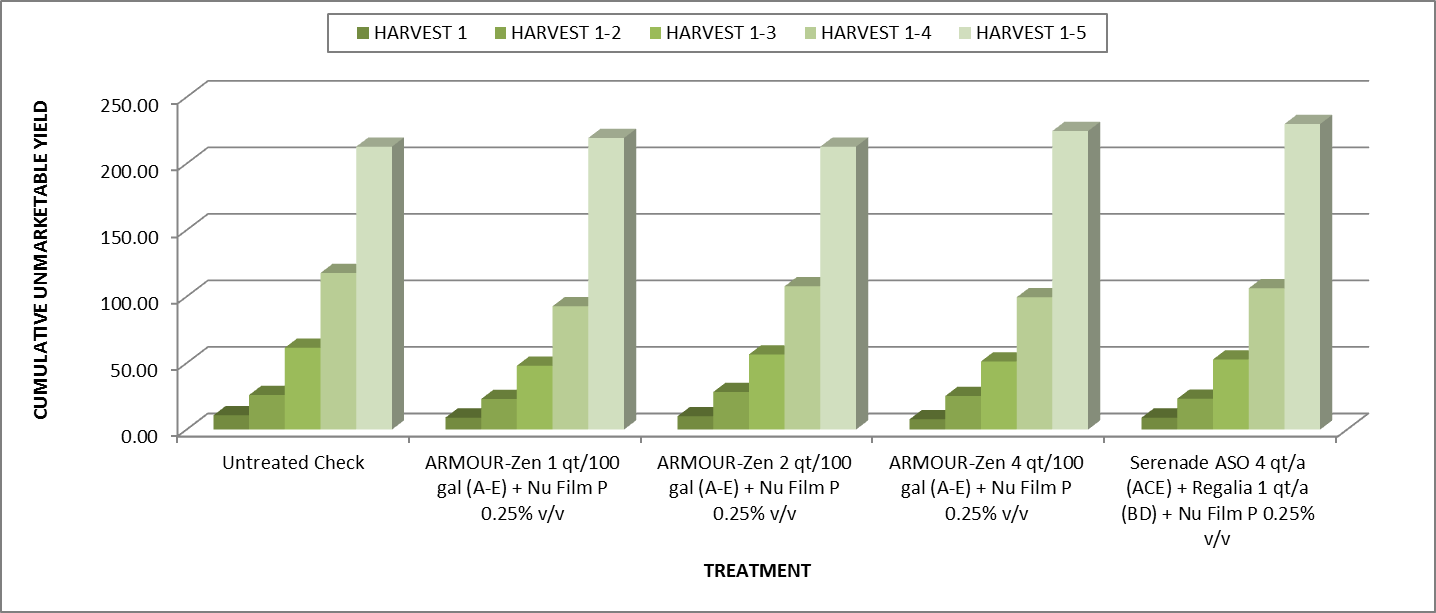 HARVEST 1 HARVEST 1-2 HARVEST 1-3 HARVEST 1-4 HARVEST 1-5
CUMULATIVE UNMARKETABLE YIELD
250.00
200.00
150.00
100.00
50.00
0.00
Untreated Check
ARMOUR-Zen 1 qt/100
gal (A-E) + Nu Film P
0.25% v/v
ARMOUR-Zen 2 qt/100
gal (A-E) + Nu Film P
0.25% v/v
ARMOUR-Zen 4 qt/100
gal (A-E) + Nu Film P
0.25% v/v
Serenade ASO 4 qt/a
(ACE) + Regalia 1 qt/a
(BD) + Nu Film P 0.25%
v/v
TREATMENT